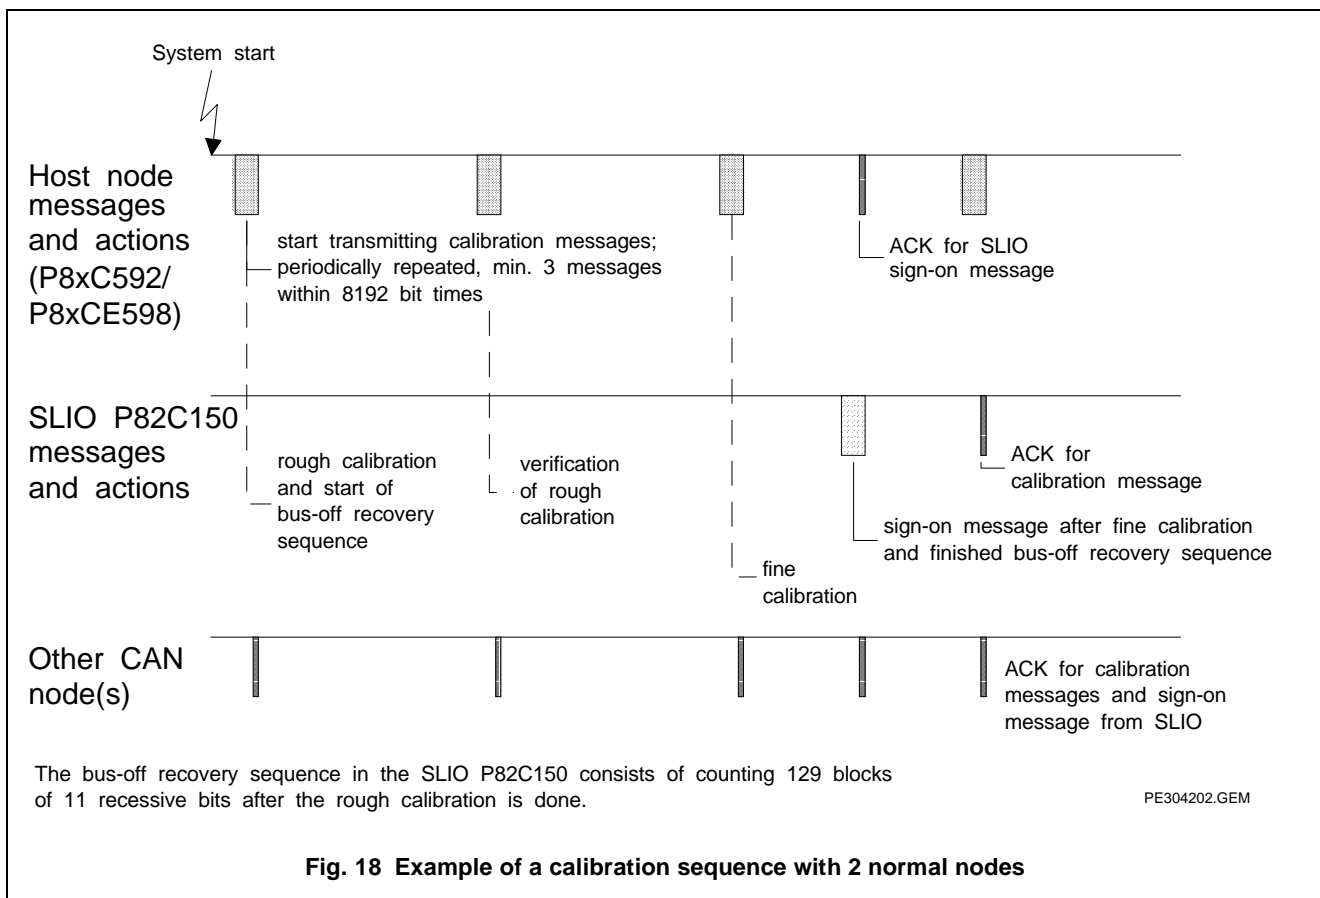 System start
Host node
messages
and actions
(P8xC592/
P8xCE598)
start transmitting calibration messages;
periodically repeated, min. 3 messages
within 8192 bit times
ACK for SLIO
sign-on message
SLIO P82C150
messages
and actions
rough calibration
and start of
bus-off recovery
sequence
verification
of rough
calibration
fine
calibration
ACK for
calibration message
sign-on message after fine calibration
and finished bus-off recovery sequence
Other CAN
node(s)
ACK for calibration
messages and sign-on
message from SLIO
The bus-off recovery sequence in the SLIO P82C150 consists of counting 129 blocks
of 11 recessive bits after the rough calibration is done.
PE304202.GEM
Fig. 18 Example of a calibration sequence with 2 normal nodes